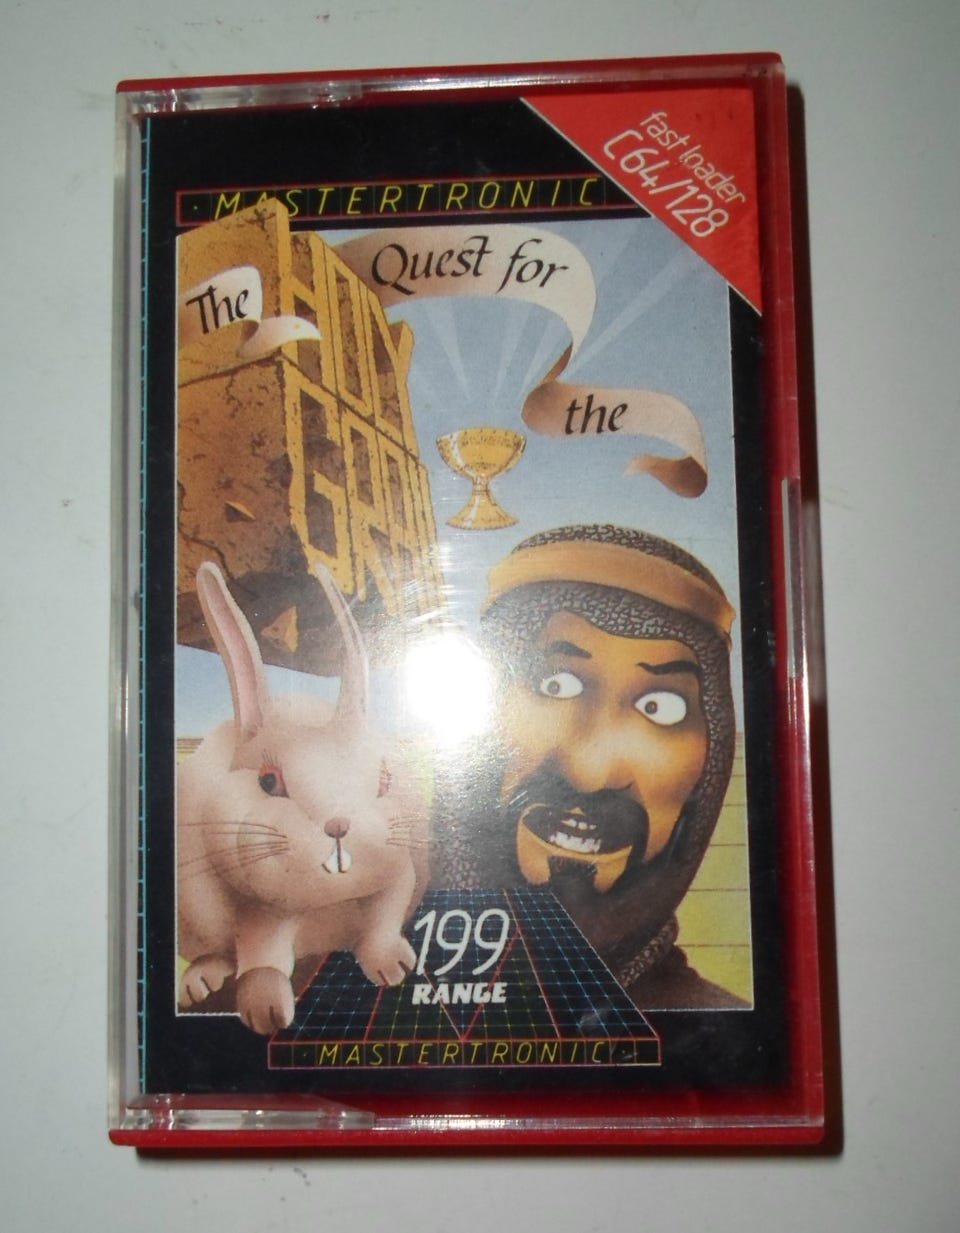 fast loader
C64/128
MASTERTRONIC
The
Quest for
the
HOLY
GRAIL
199
RANGE
MASTERTRONIC